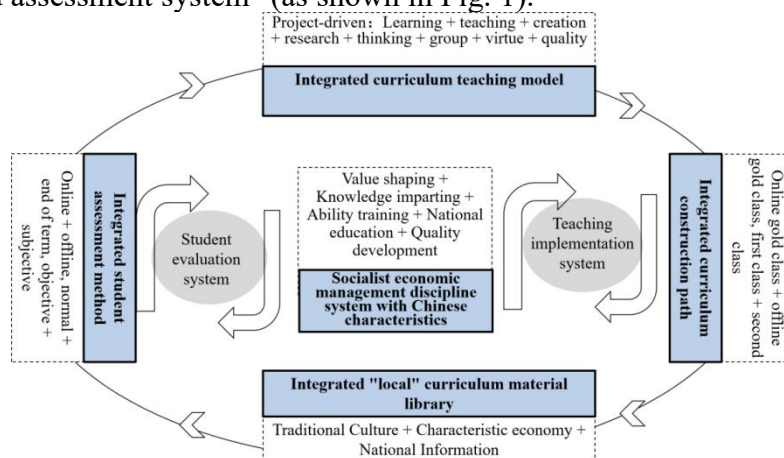 assessment system" (as shown in Fig. 1).
Project-driven: Learning + teaching + creation
+ research + thinking + group + virtue + quality
Integrated curriculum teaching model
Online + offline, normal +
end of term, objective +
subjective
Integrated student
assessment method
Student
evaluation
system
Value shaping +
Knowledge imparting +
Ability training + National
education + Quality
development
Socialist economic
management discipline
system with Chinese
characteristics
Teaching
implementation
system
Integrated curriculum
construction path
Online gold class + offline
gold class, first class + second
class
Integrated "local" curriculum material
library
Traditional Culture + Characteristic economy +
National Information